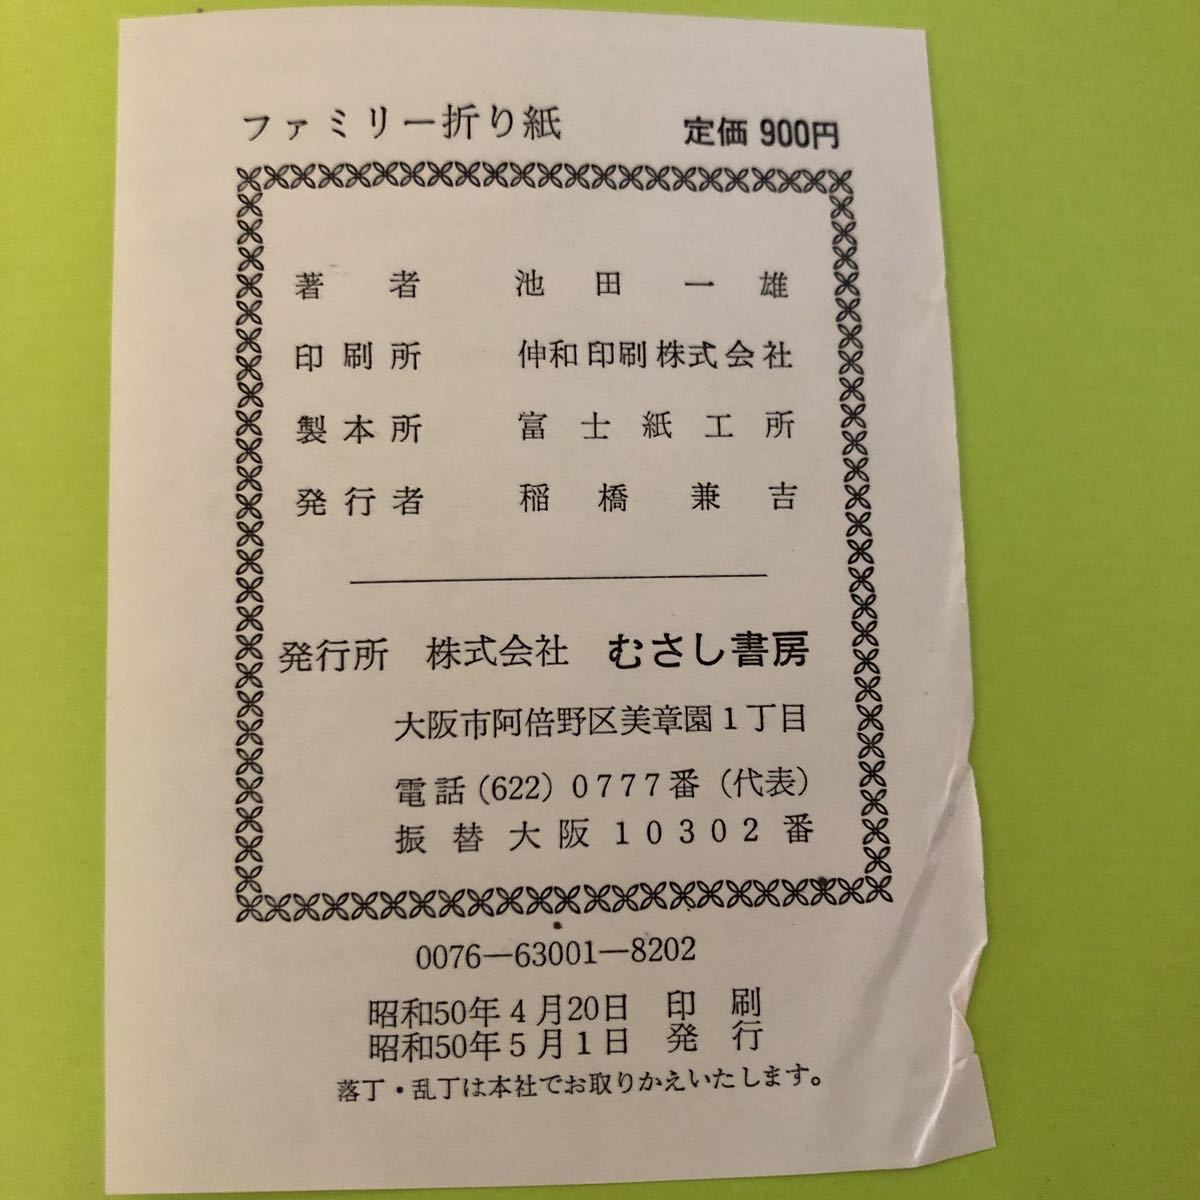 ファミリー折り紙　定価 900円
著者　池田一雄
印刷所　伸和印刷株式会社
製本所　富士紙工所
発行者　稲橋兼吉
発行所　株式会社　むさし書房
大阪市阿倍野区美章園1丁目
電話(622)0777番(代表)
振替大阪10302番
0076—63001—8202
昭和50年4月20日　印刷
昭和50年5月1日　発行
落丁・乱丁は本社でお取りかえいたします。